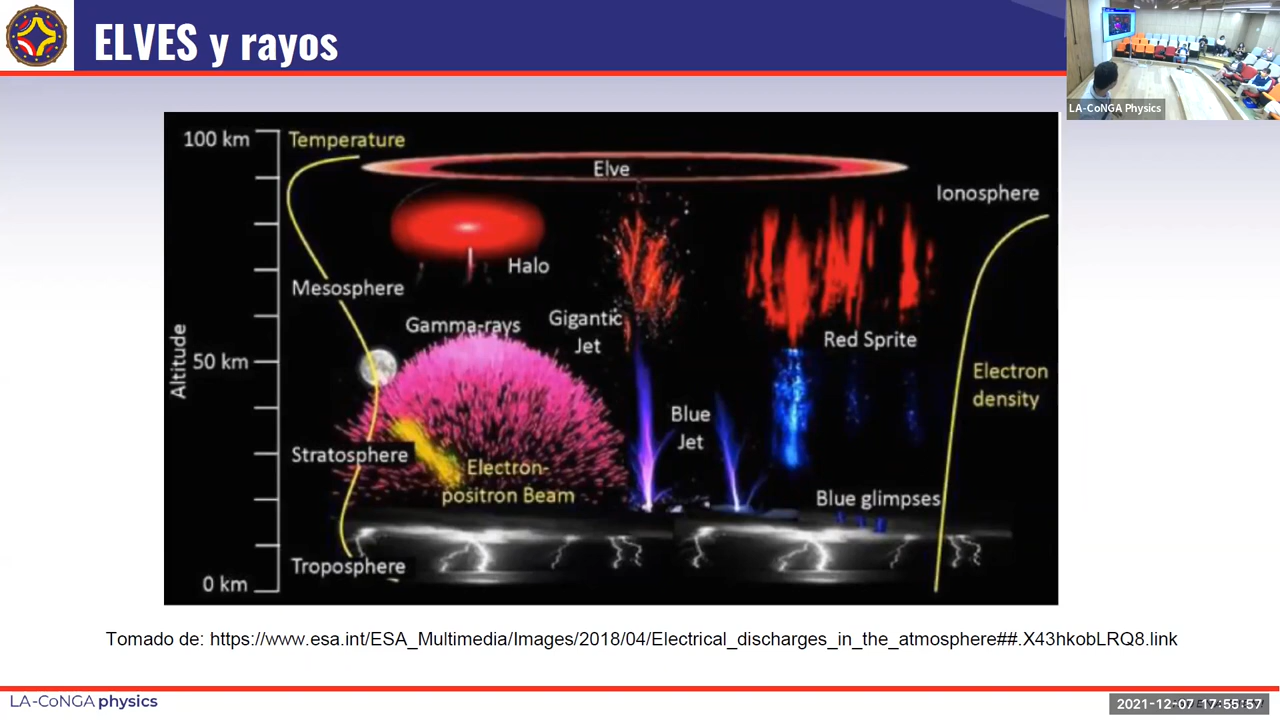 ELVES y rayos
LA-CoNGA Physics
100 km
Temperature
Elve
Ionosphere
Halo
Mesosphere
Gamma-rays
Gigantic
Jet
Red Sprite
Altitude
50 km
Electron
density
Blue
Jet
Stratosphere
Electron-
positron Beam
Blue glimpses
Troposphere
0 km
Tomado de: https://www.esa.int/ESA_Multimedia/Images/2018/04/Electrical_discharges_in_the_atmosphere##.X43hkobLRQ8.link
LA-CoNGA physics
2021-12-07 17:55:57